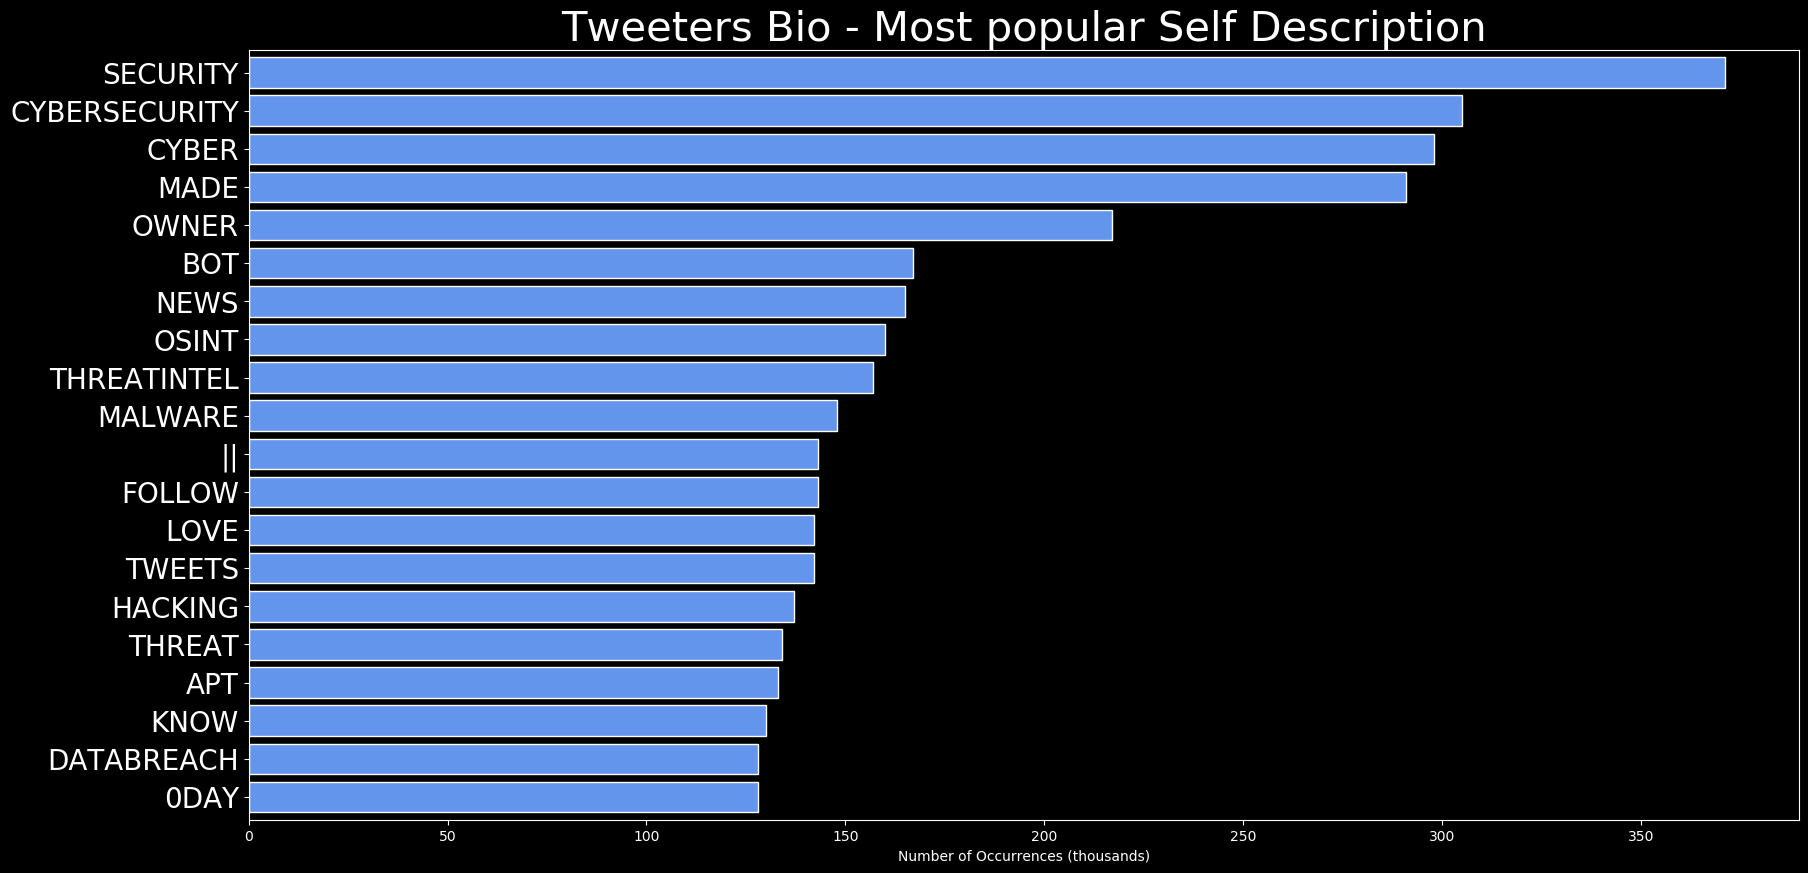 Tweeters Bio - Most popular Self Description
SECURITY
CYBERSECURITY
CYBER
MADE
OWNER
BOT
NEWS
OSINT
THREATINTEL
MALWARE
||
FOLLOW
LOVE
TWEETS
HACKING
THREAT
APT
KNOW
DATABREACH
0DAY
0 50 100 150 200 250 300 350
Number of Occurrences (thousands)